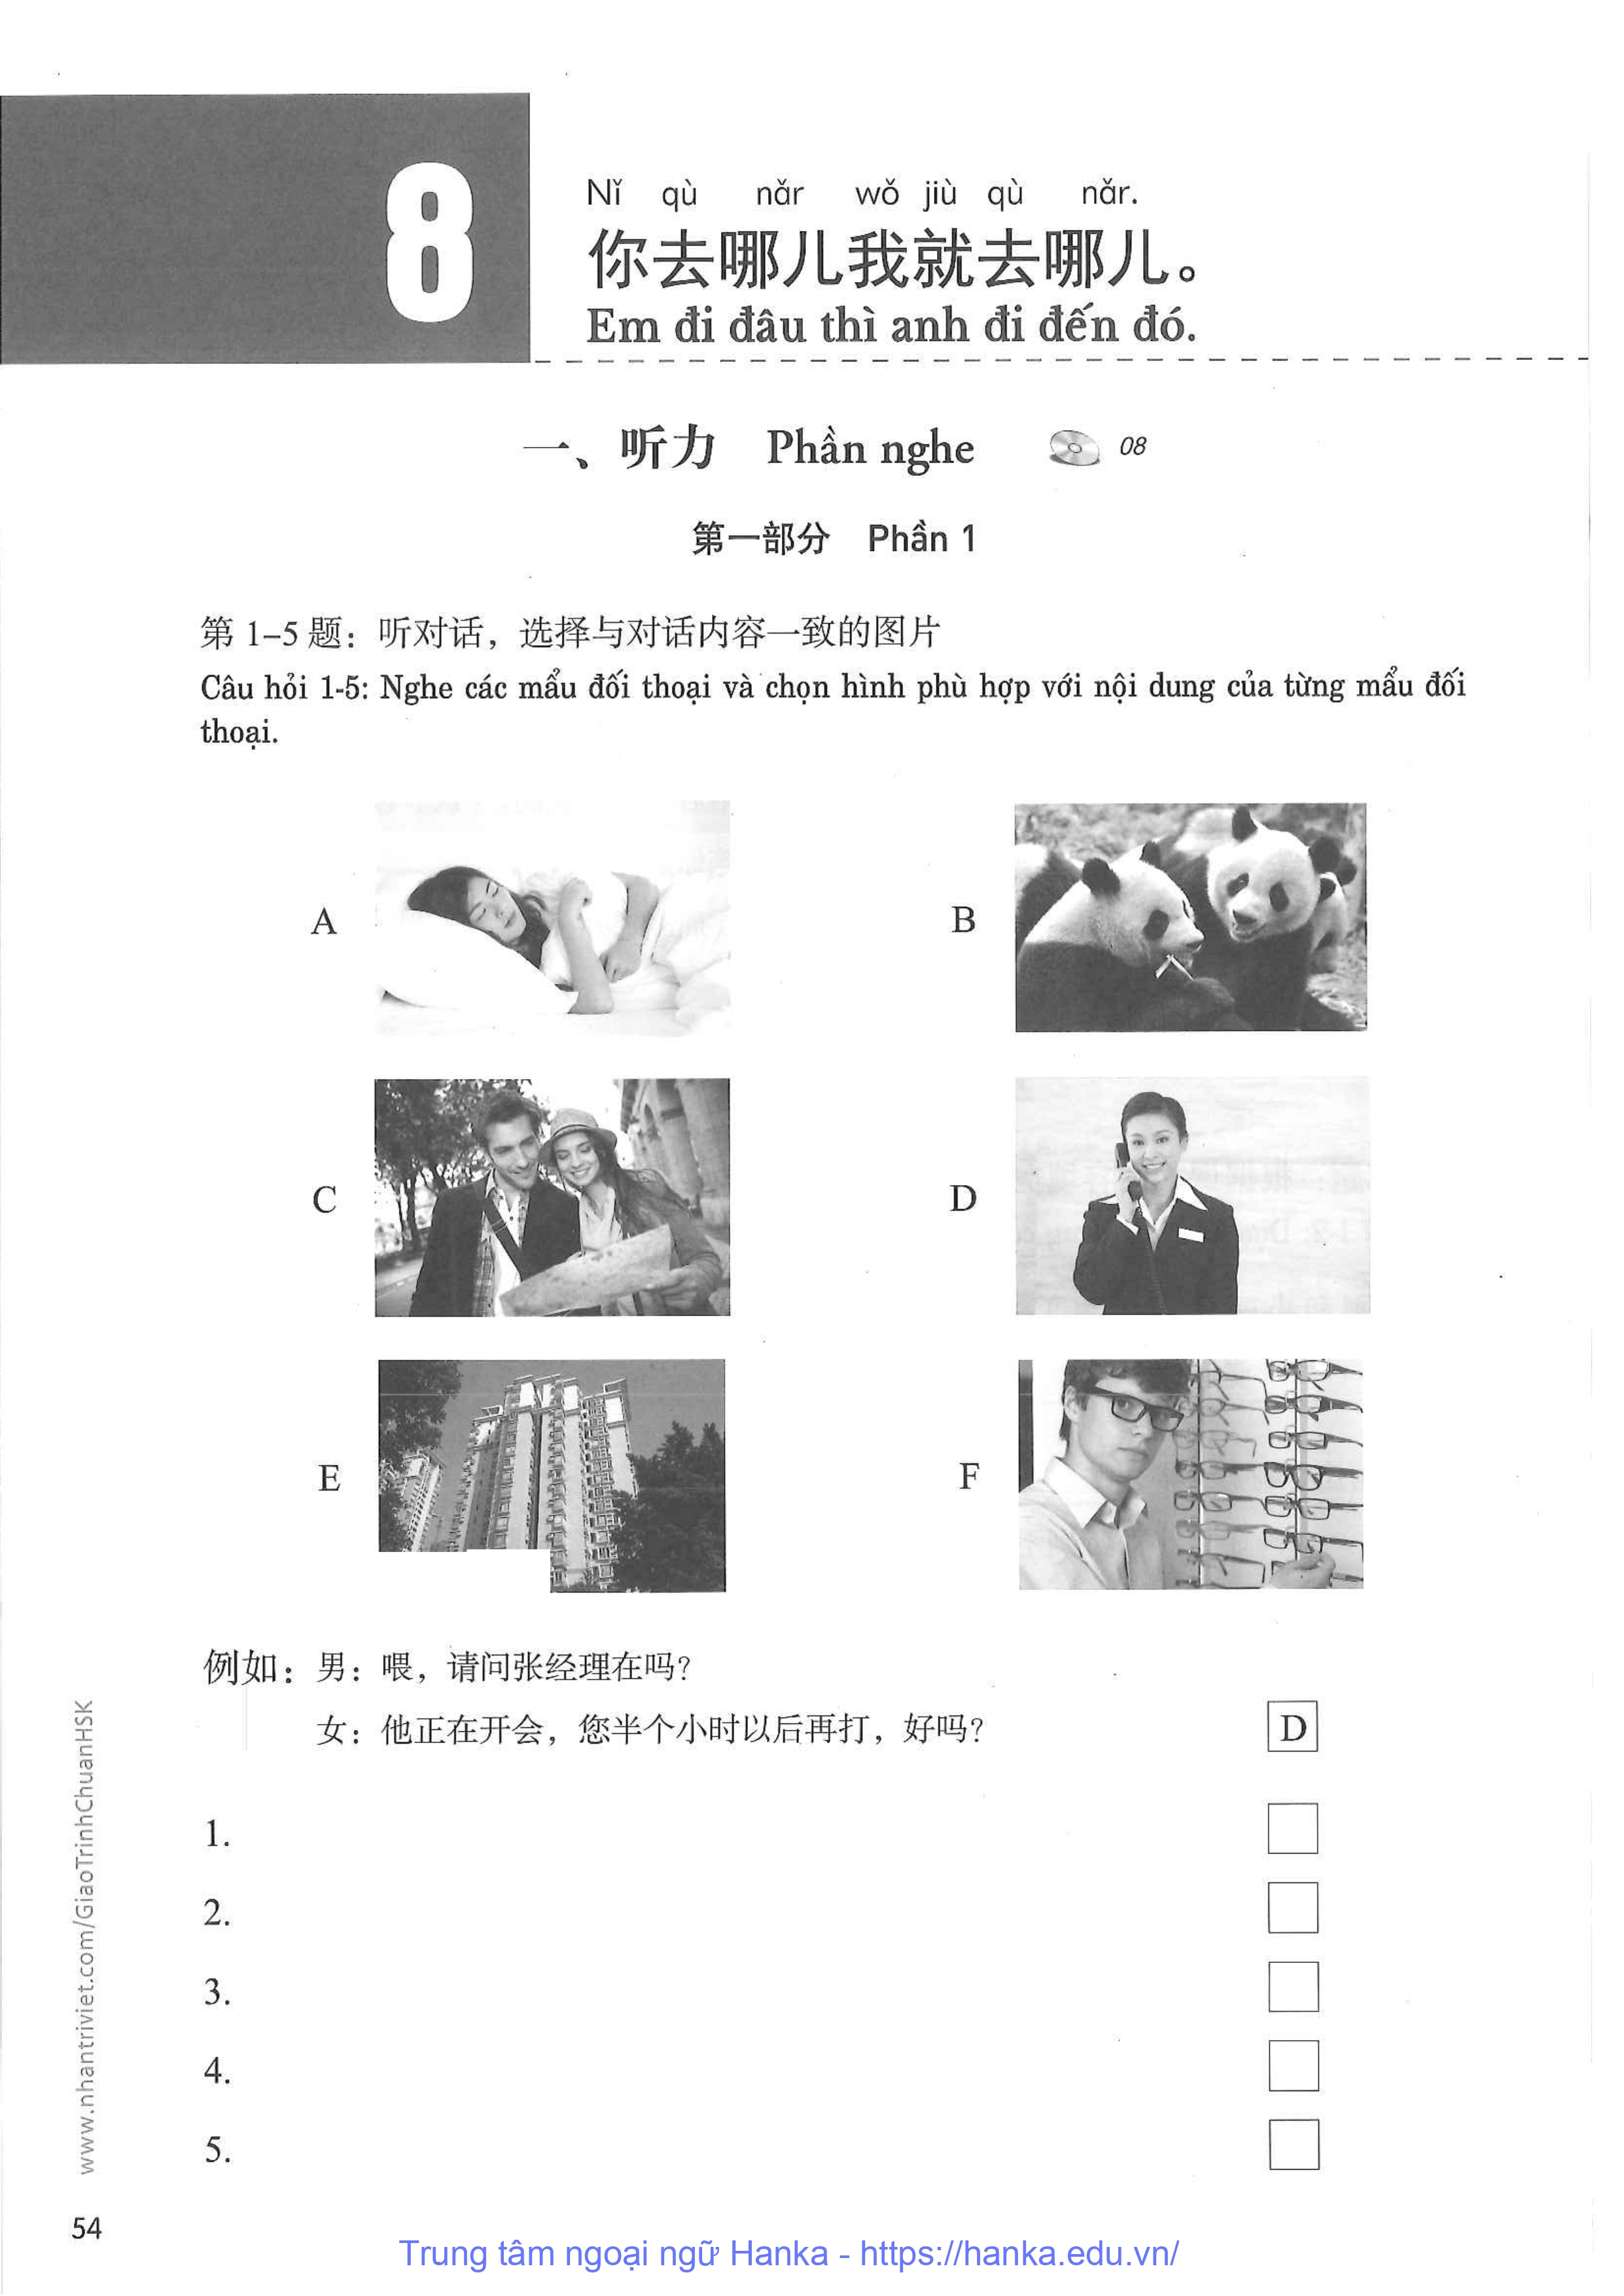 8
Nǐ qù nǎr wǒ jiù qù nǎr.
你去哪儿我就去哪儿。
Em đi đâu thì anh đi đến đó.
一、听力 Phần nghe 08
第一部分 Phần 1
第 1–5 题：听对话，选择与对话内容一致的图片
Câu hỏi 1-5: Nghe các mẩu đối thoại và chọn hình phù hợp với nội dung của từng mẩu đối
thoại.
A
B
C
D
E
F
例如：男：喂，请问张经理在吗？
女：他正在开会，您半个小时以后再打，好吗？
D
1.
2.
3.
4.
5.
www.nhantriviet.com/GiaoTrinhChuanHSK
54
Trung tâm ngoại ngữ Hanka - https://hanka.edu.vn/